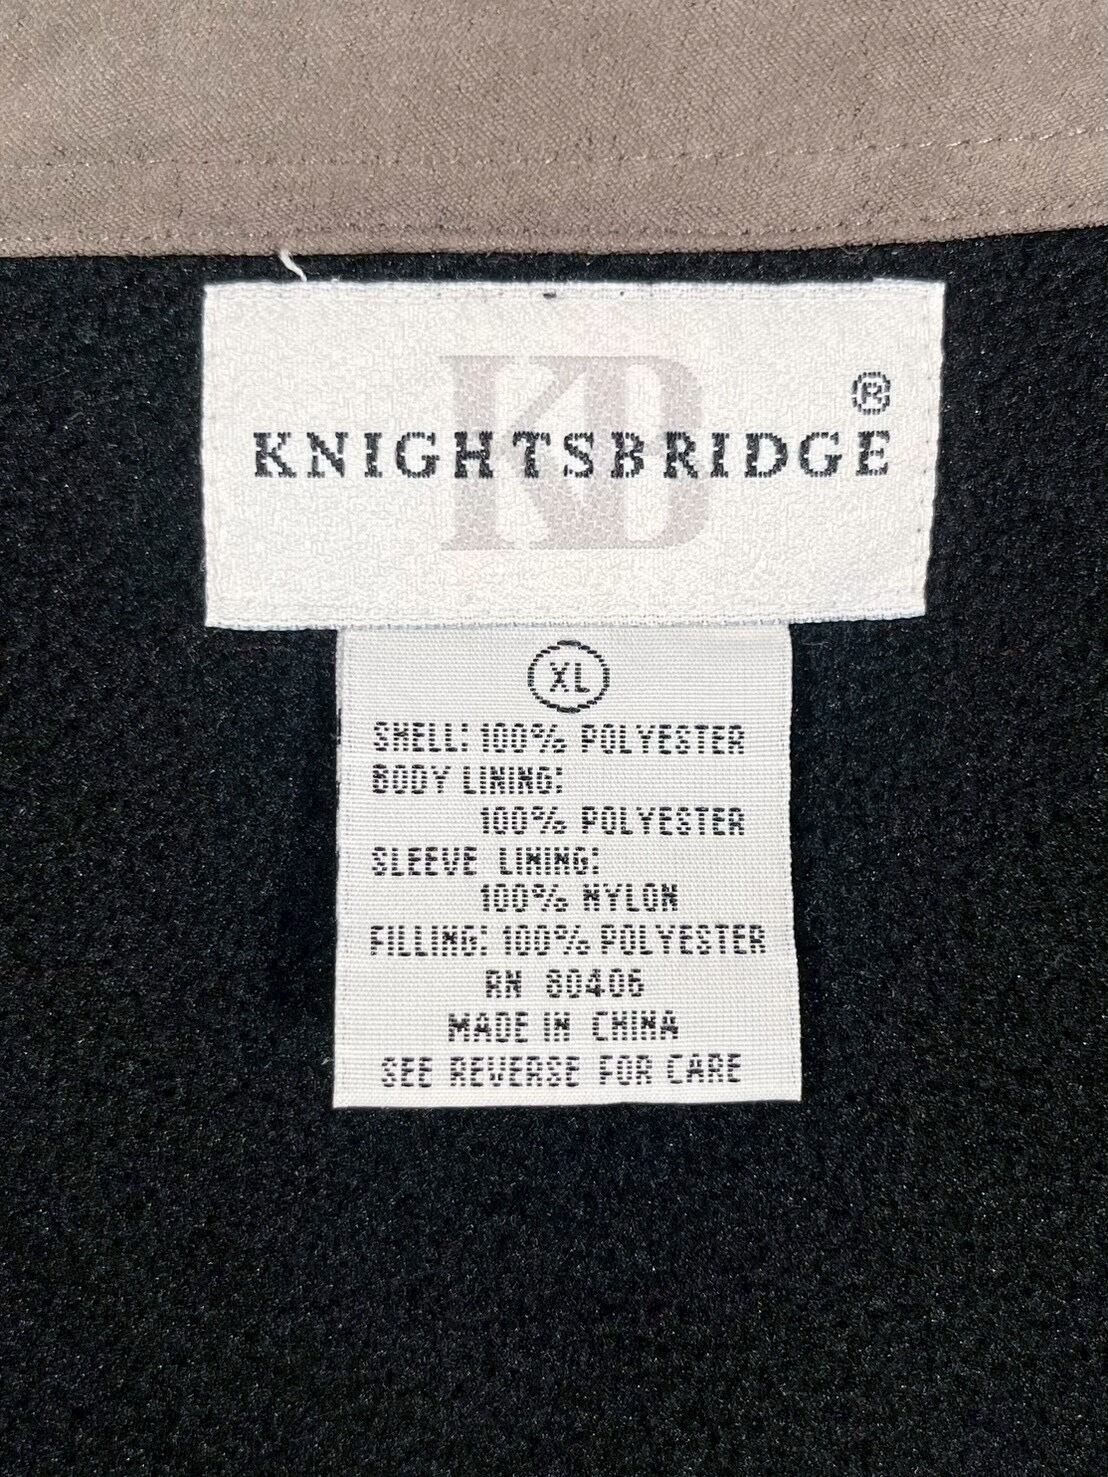 KB
KNIGHTSBRIDGE®
XL
SHELL: 100% POLYESTER
BODY LINING:
100% POLYESTER
SLEEVE LINING:
100% NYLON
FILLING: 100% POLYESTER
RN 80406
MADE IN CHINA
SEE REVERSE FOR CARE